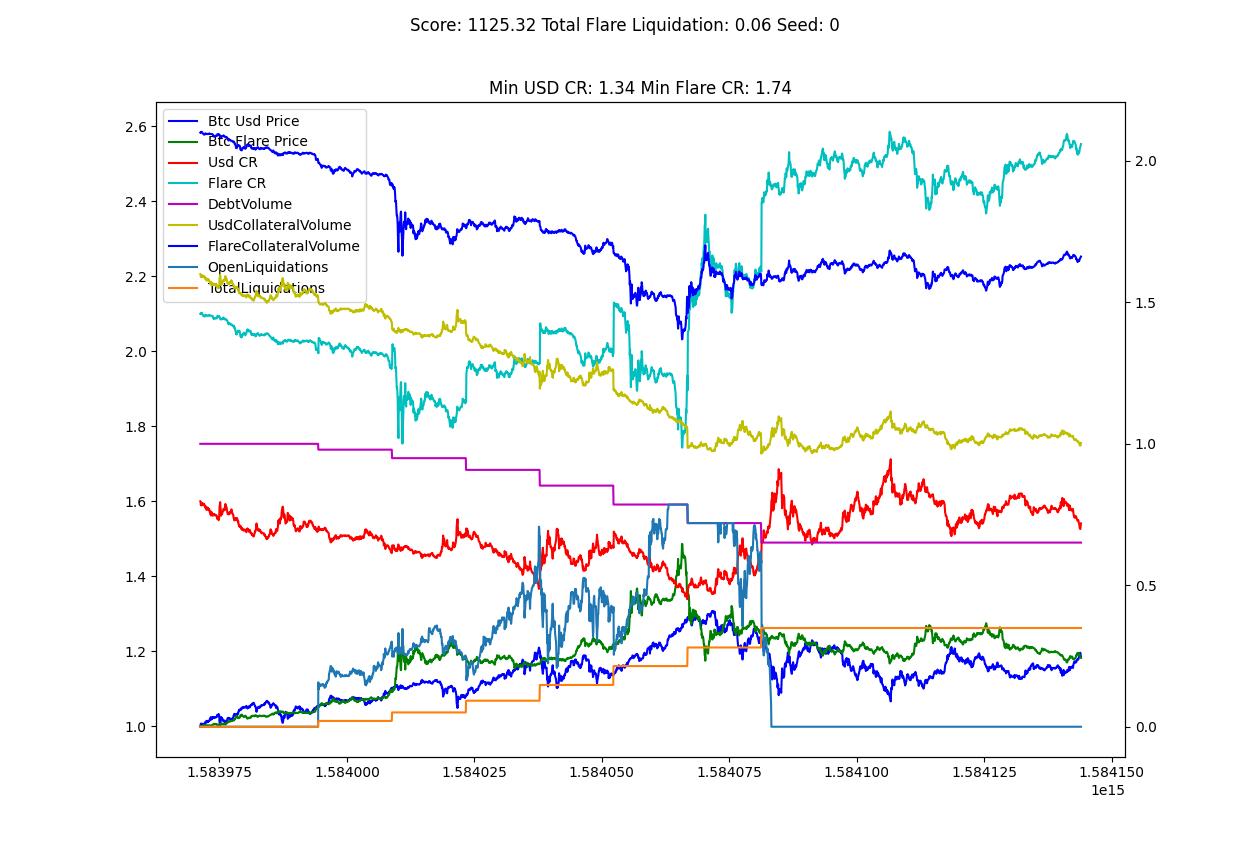 Score: 1125.32 Total Flare Liquidation: 0.06 Seed: 0
Min USD CR: 1.34 Min Flare CR: 1.74
Btc Usd Price
Btc Flare Price
Usd CR
Flare CR
DebtVolume
UsdCollateralVolume
FlareCollateralVolume
OpenLiquidations
TotalLiquidations
2.6
2.4
2.2
2.0
1.8
1.6
1.4
1.2
1.0
2.0
1.5
1.0
0.5
0.0
1.583975 1.584000 1.584025 1.584050 1.584075 1.584100 1.584125 1.584150
1e15